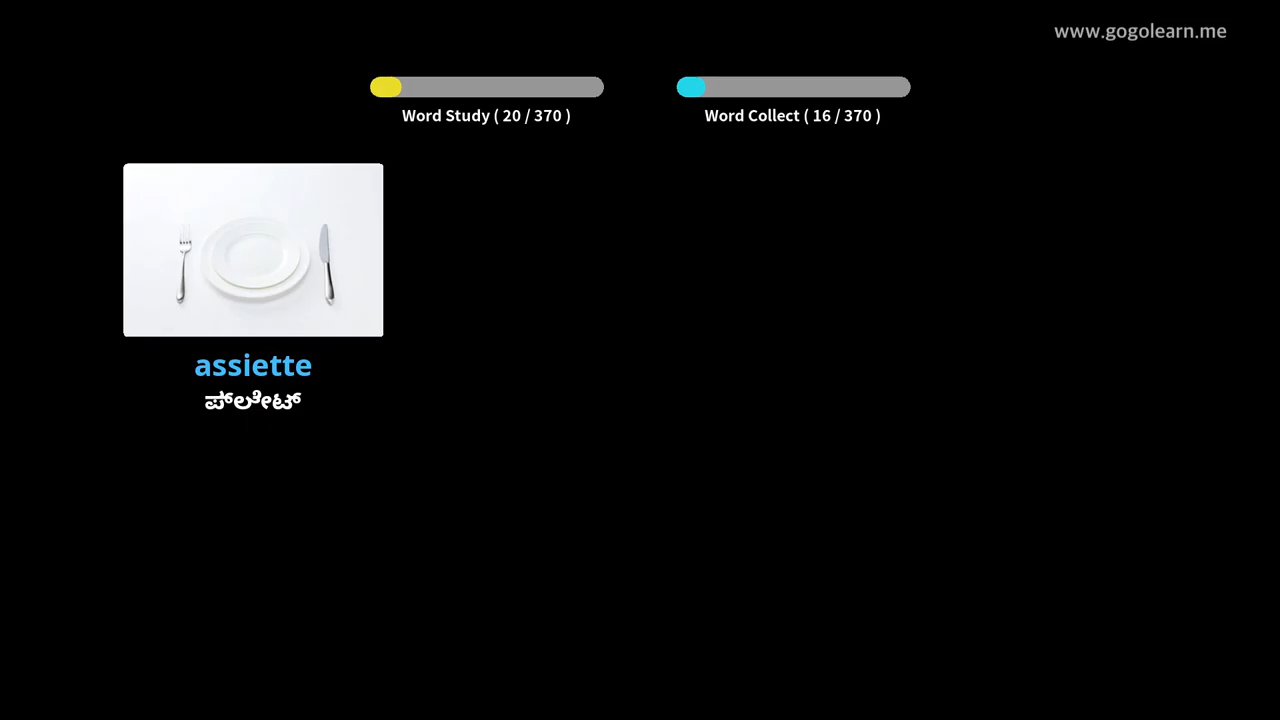 www.gogolearn.me
Word Study ( 20 / 370 )
Word Collect ( 16 / 370 )
assiette
ಪ್ಲೇಟ್